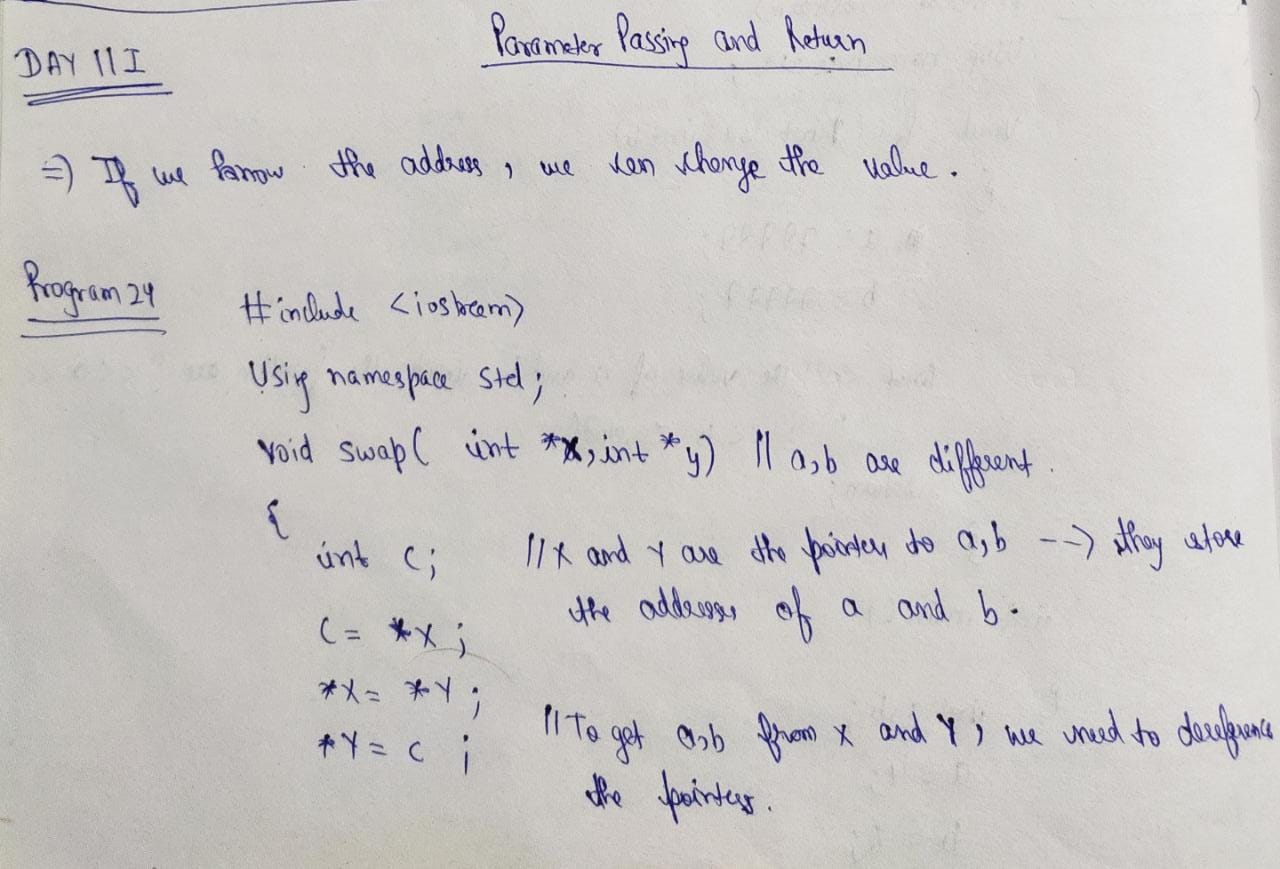 Parameter Passing and Return
DAY III
=) If we know the address, we can change the value.
Program 24
#include <iostream>
Using namespace std;
void swap( int *x, int *y) // a,b are different.
{
int c; // X and Y are the pointers to a,b --> they store
the addresses of a and b.
C = *X;
*X = *Y;
*Y = c ; // To get a,b from X and Y, we need to dereference
the pointers.